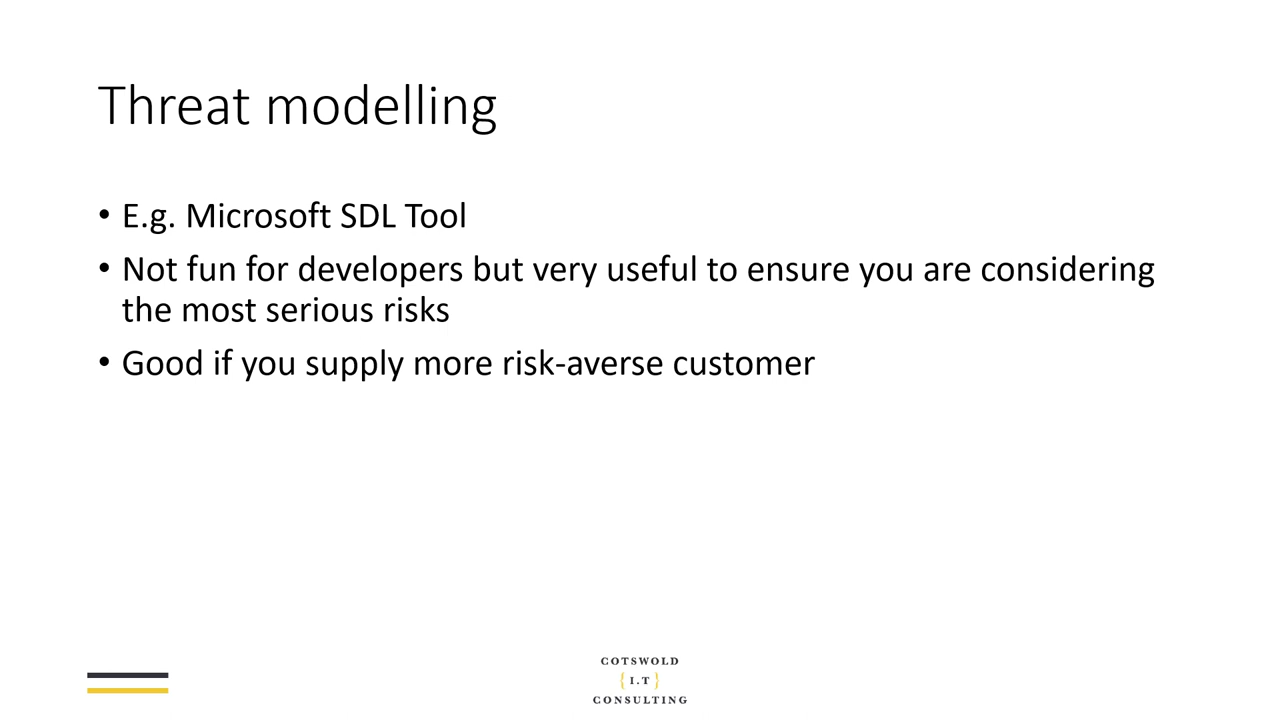 Threat modelling
• E.g. Microsoft SDL Tool
• Not fun for developers but very useful to ensure you are considering
the most serious risks
• Good if you supply more risk-averse customer
COTSWOLD
{ I.T }
CONSULTING